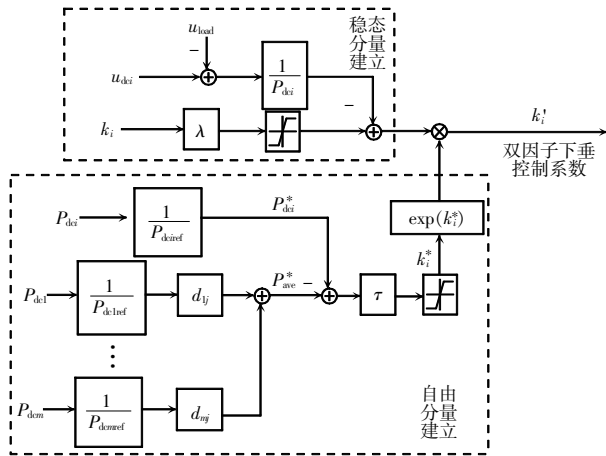 u_load
−
稳态
分量
建立
u_dci
1
P_dci
−
k_i
λ
k_i'
双因子下垂
控制系数
P_dci
1
P_dciref
P*_dci
exp(k*_i)
k*_i
P_dc1
1
P_dc1ref
d_1j
P*_ave
−
τ
⋮
P_dcm
1
P_dcmref
d_mj
自由
分量
建立